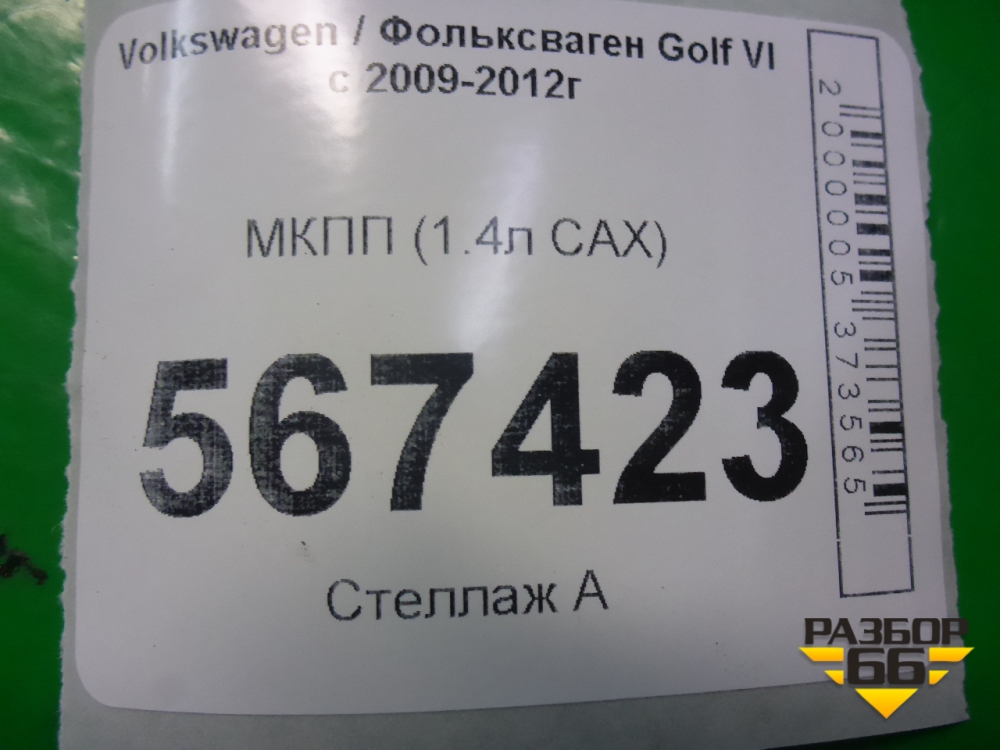 Volkswagen / Фольксваген Golf VI
с 2009-2012г
МКПП (1.4л CAX)
567423
Стеллаж А
2000005373565
РАЗБОР
66